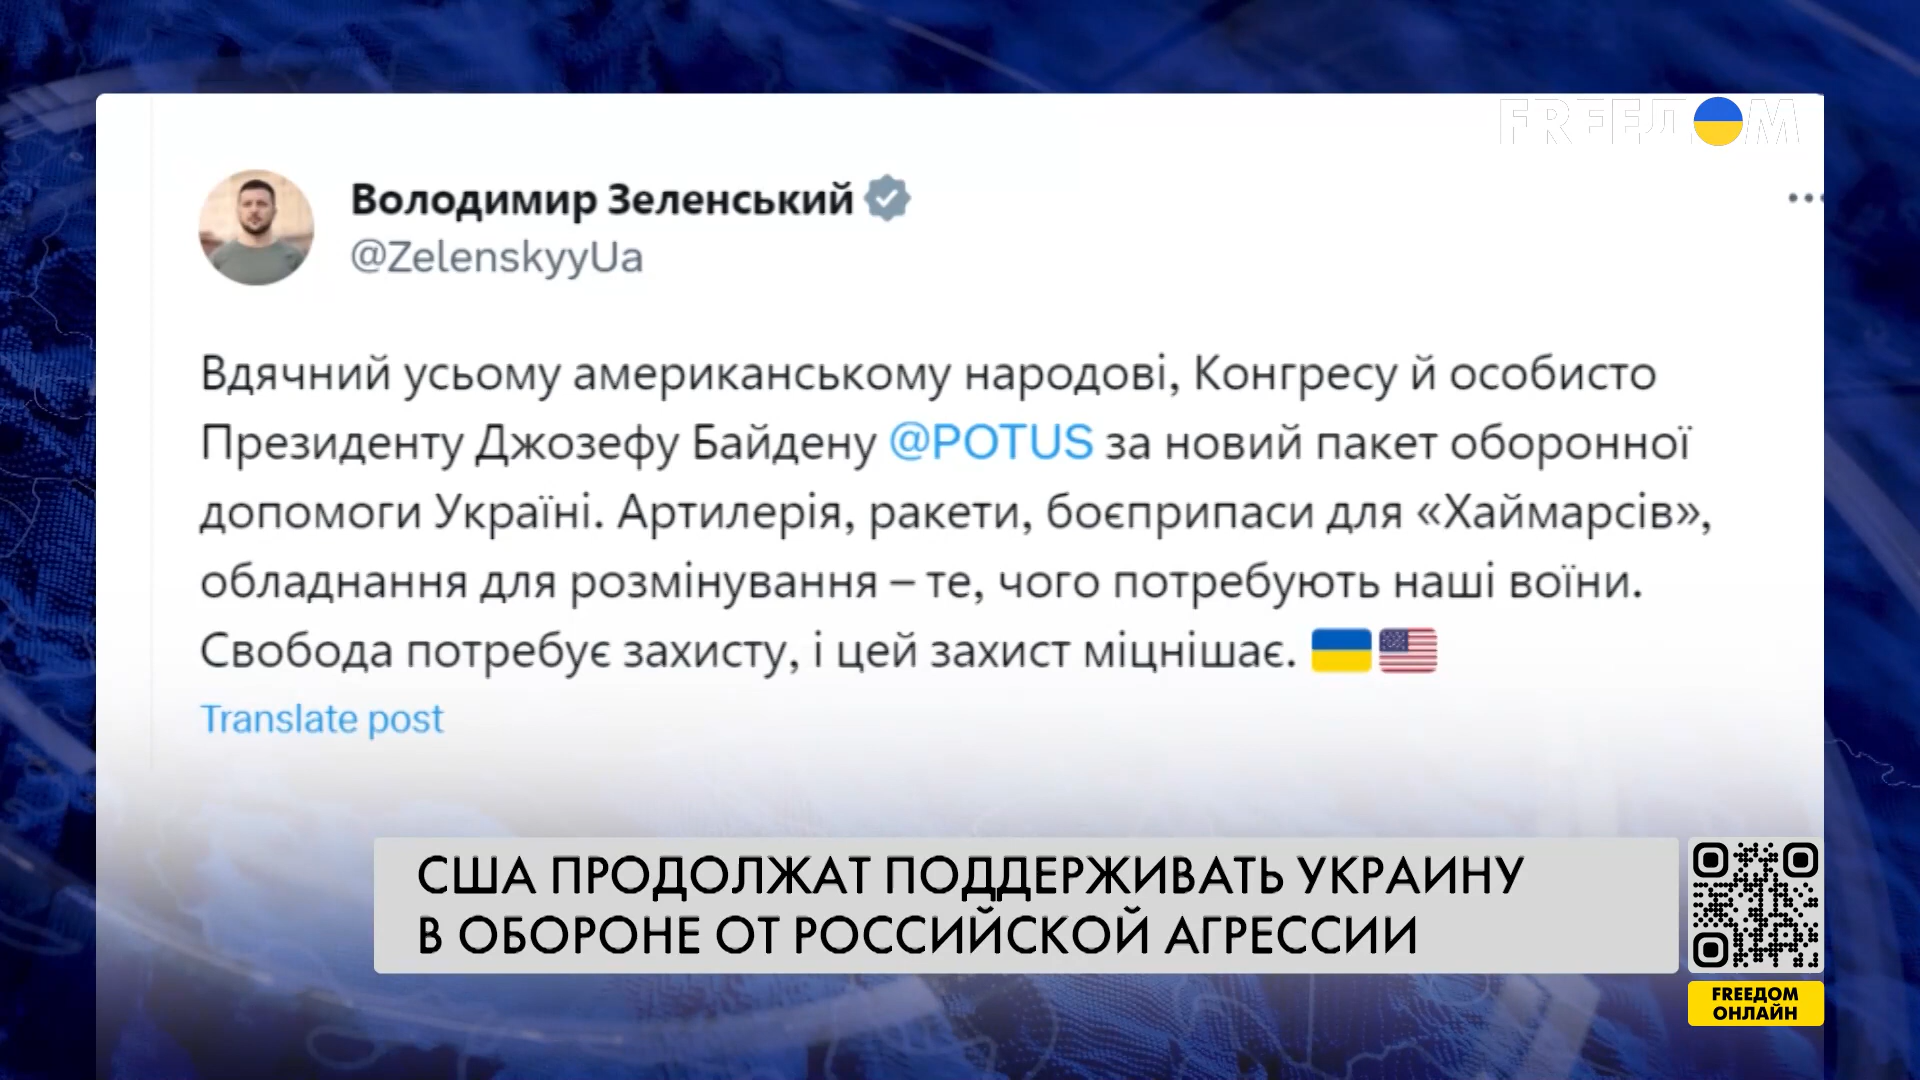 FREEДОМ
Володимир Зеленський
@ZelenskyyUa
Вдячний усьому американському народові, Конгресу й особисто
Президенту Джозефу Байдену @POTUS за новий пакет оборонної
допомоги Україні. Артилерія, ракети, боєприпаси для «Хаймарсів»,
обладнання для розмінування – те, чого потребують наші воїни.
Свобода потребує захисту, і цей захист міцнішає.
Translate post
США ПРОДОЛЖАТ ПОДДЕРЖИВАТЬ УКРАИНУ
В ОБОРОНЕ ОТ РОССИЙСКОЙ АГРЕССИИ
FREEДОМ
ОНЛАЙН